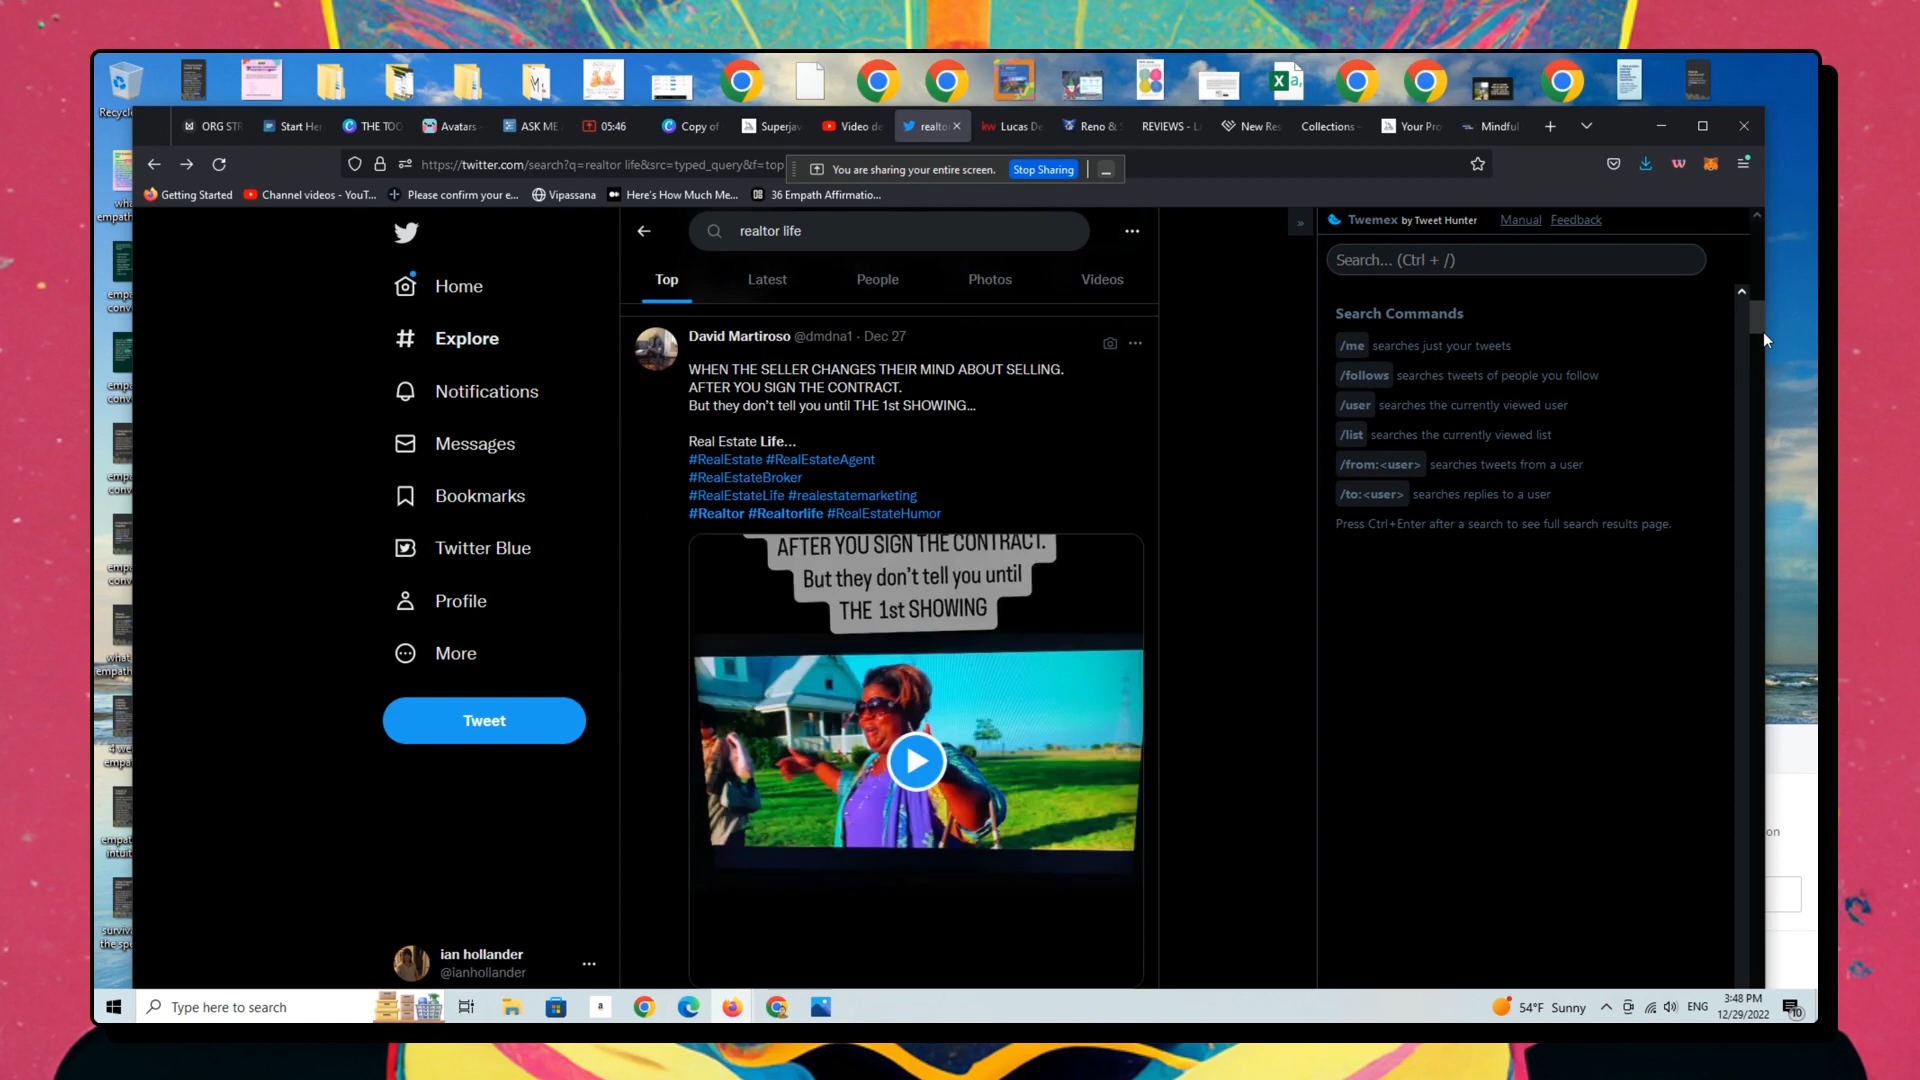 Recycle
ORG STR
Start He
THE TOO
Avatars
ASK ME
05:46
Copy of
Superja
Video de
realto
Lucas De
Reno &
REVIEWS - L
New Res
Collections -
Your Pro
Mindful
https://twitter.com/search?q=realtor life&src=typed_query&f=top
You are sharing your entire screen.
Stop Sharing
Getting Started
Channel videos - YouT...
Please confirm your e...
Vipassana
Here's How Much Me...
36 Empath Affirmatio...
Home
Explore
Notifications
Messages
Bookmarks
Twitter Blue
Profile
More
Tweet
ian hollander
@ianhollander
realtor life
Top
Latest
People
Photos
Videos
David Martiroso @dmdna1 · Dec 27
WHEN THE SELLER CHANGES THEIR MIND ABOUT SELLING.
AFTER YOU SIGN THE CONTRACT.
But they don't tell you until THE 1st SHOWING...
Real Estate Life...
#RealEstate #RealEstateAgent
#RealEstateBroker
#RealEstateLife #realestatemarketing
#Realtor #Realtorlife #RealEstateHumor
AFTER YOU SIGN THE CONTRACT.
But they don't tell you until
THE 1st SHOWING
Twemex by Tweet Hunter
Manual
Feedback
Search... (Ctrl + /)
Search Commands
/me searches just your tweets
/follows searches tweets of people you follow
/user searches the currently viewed user
/list searches the currently viewed list
/from:<user> searches tweets from a user
/to:<user> searches replies to a user
Press Ctrl+Enter after a search to see full search results page.
on
Type here to search
54°F Sunny
ENG
3:48 PM
12/29/2022
10